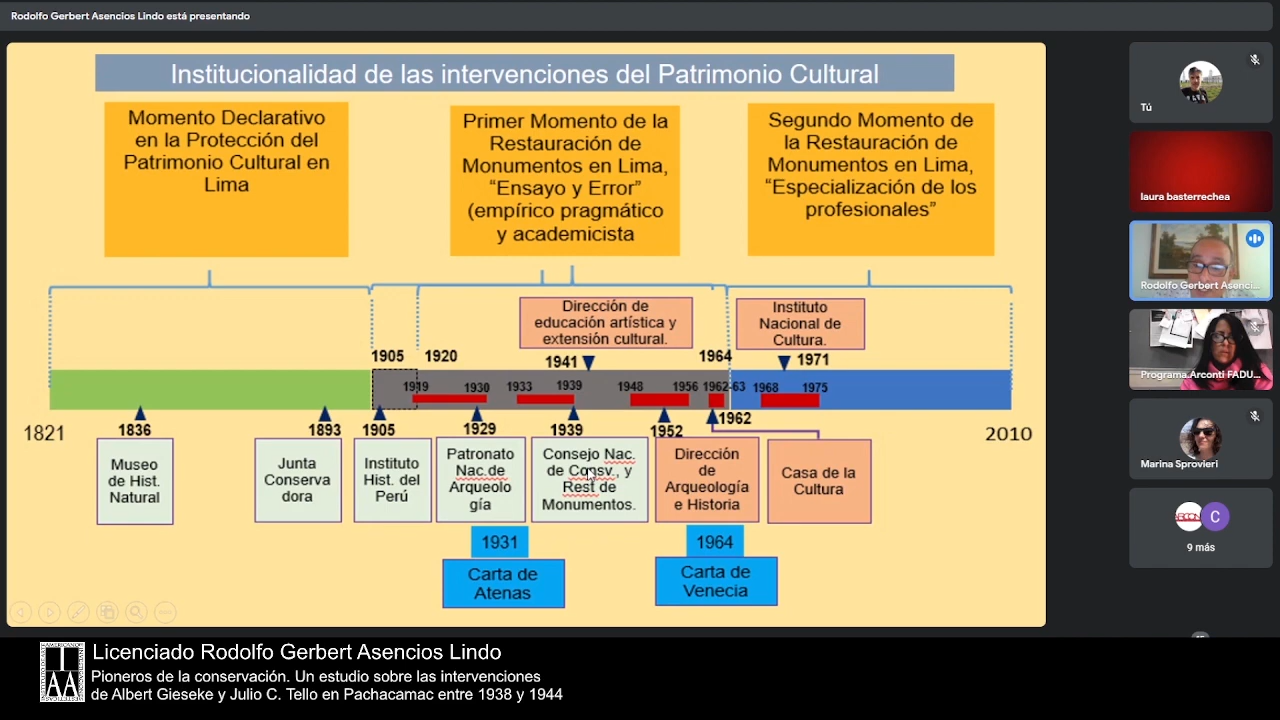 Rodolfo Gerbert Asencios Lindo está presentando
Institucionalidad de las intervenciones del Patrimonio Cultural
Momento Declarativo
en la Protección del
Patrimonio Cultural en
Lima
Primer Momento de la
Restauración de
Monumentos en Lima,
“Ensayo y Error”
(empírico pragmático
y academicista
Segundo Momento de
la Restauración de
Monumentos en Lima,
“Especialización de los
profesionales”
Dirección de
educación artística y
extensión cultural.
Instituto
Nacional de
Cultura.
1905 1920 1941 1964 1971
1919 1930 1933 1939 1948 1956 1962-63 1968 1975
1821 1836 1893 1905 1929 1939 1952 1962 2010
Museo
de Hist.
Natural
Junta
Conserva
dora
Instituto
Hist. del
Perú
Patronato
Nac.de
Arqueolo
gía
Consejo Nac.
de Consv., y
Rest de
Monumentos.
Dirección
de
Arqueología
e Historia
Casa de la
Cultura
1931
Carta de
Atenas
1964
Carta de
Venecia
Tú
laura basterrechea
Rodolfo Gerbert Asenci...
Programa.Arconti FADU...
Marina Sprovieri
C
9 más
Licenciado Rodolfo Gerbert Asencios Lindo
Pioneros de la conservación. Un estudio sobre las intervenciones
de Albert Gieseke y Julio C. Tello en Pachacamac entre 1938 y 1944